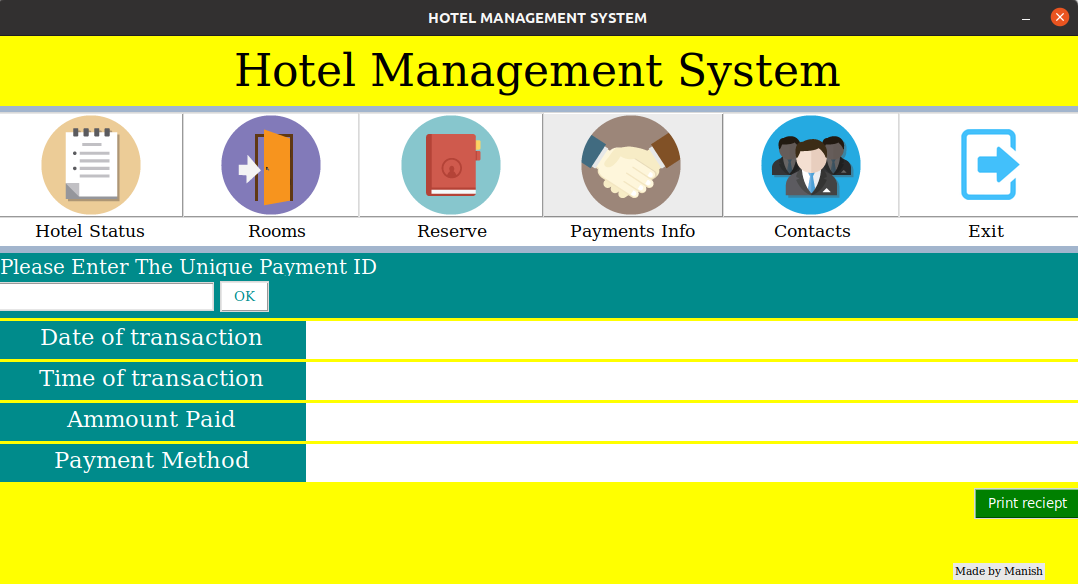 HOTEL MANAGEMENT SYSTEM
Hotel Management System
Hotel Status
Rooms
Reserve
Payments Info
Contacts
Exit
Please Enter The Unique Payment ID
OK
Date of transaction
Time of transaction
Ammount Paid
Payment Method
Print reciept
Made by Manish